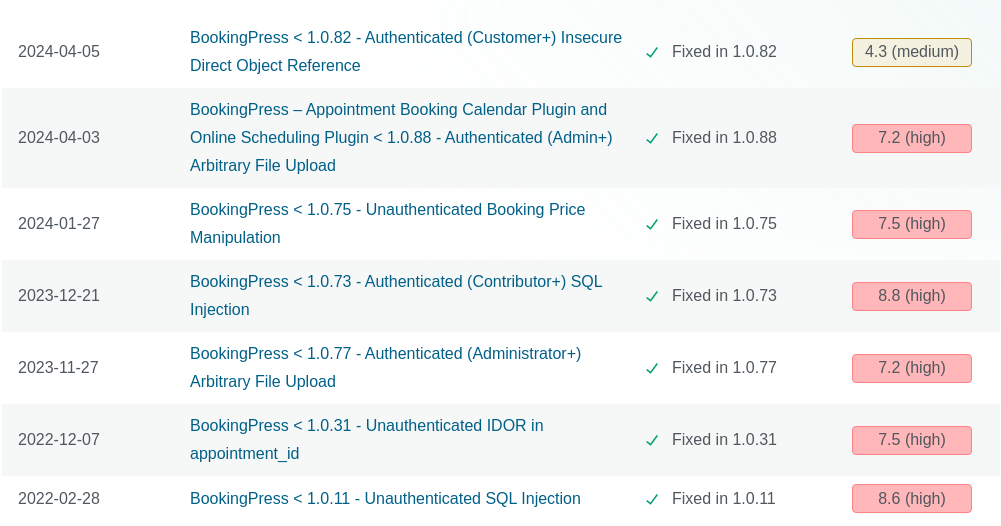 2024-04-05
BookingPress < 1.0.82 - Authenticated (Customer+) Insecure
Direct Object Reference
Fixed in 1.0.82
4.3 (medium)
2024-04-03
BookingPress – Appointment Booking Calendar Plugin and
Online Scheduling Plugin < 1.0.88 - Authenticated (Admin+)
Arbitrary File Upload
Fixed in 1.0.88
7.2 (high)
2024-01-27
BookingPress < 1.0.75 - Unauthenticated Booking Price
Manipulation
Fixed in 1.0.75
7.5 (high)
2023-12-21
BookingPress < 1.0.73 - Authenticated (Contributor+) SQL
Injection
Fixed in 1.0.73
8.8 (high)
2023-11-27
BookingPress < 1.0.77 - Authenticated (Administrator+)
Arbitrary File Upload
Fixed in 1.0.77
7.2 (high)
2022-12-07
BookingPress < 1.0.31 - Unauthenticated IDOR in
appointment_id
Fixed in 1.0.31
7.5 (high)
2022-02-28
BookingPress < 1.0.11 - Unauthenticated SQL Injection
Fixed in 1.0.11
8.6 (high)